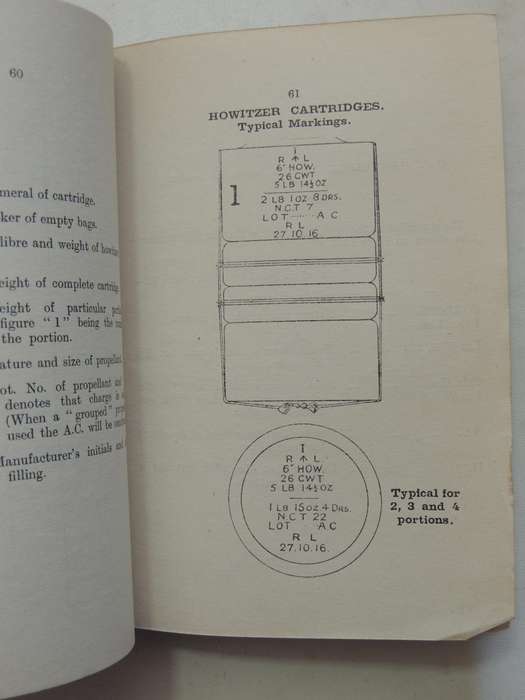 60
meral of cartridge.
ker of empty bags.
libre and weight of howitzer
eight of complete cartridge
eight of particular
figure "1" being the
the portion.
ature and size of propellant.
ot. No. of propellant and
denotes that charge is
(When a "grouped"
used the A.C. will be
Manufacturer's initials and
filling.
61
HOWITZER CARTRIDGES.
Typical Markings.
I
R ↑ L
6" HOW.
26 CWT
5 LB 14½ OZ
1
2 LB 1 OZ 8 DRS.
N.C.T 7
LOT ..... A C
R L
27.10.16
I
R ↑ L
6" HOW.
26 CWT.
5 LB 14½ OZ
1 LB 15 OZ 4 DRS.
N.C.T 22
LOT A C
R L
27.10.16.
Typical for
2, 3 and 4
portions.